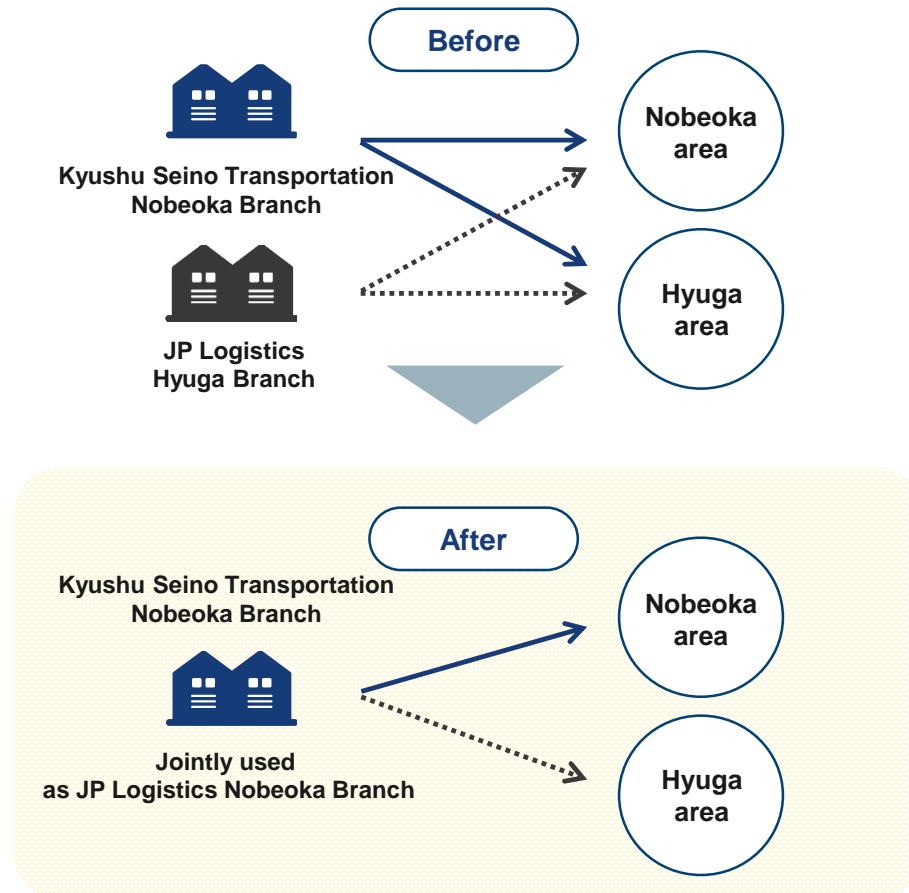 Before
Kyushu Seino Transportation
Nobeoka Branch
Nobeoka
area
JP Logistics
Hyuga Branch
Hyuga
area
After
Kyushu Seino Transportation
Nobeoka Branch
Nobeoka
area
Jointly used
as JP Logistics Nobeoka Branch
Hyuga
area